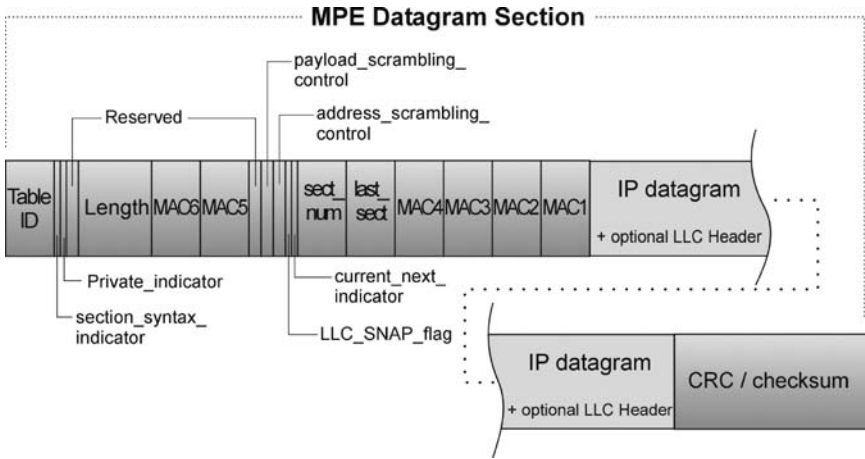 MPE Datagram Section
payload_scrambling_
control
Reserved
address_scrambling_
control
Table
ID
Length
MAC6
MAC5
sect_
num
last_
sect
MAC4
MAC3
MAC2
MAC1
IP datagram
+ optional LLC Header
Private_indicator
section_syntax_
indicator
current_next_
indicator
LLC_SNAP_flag
IP datagram
+ optional LLC Header
CRC / checksum